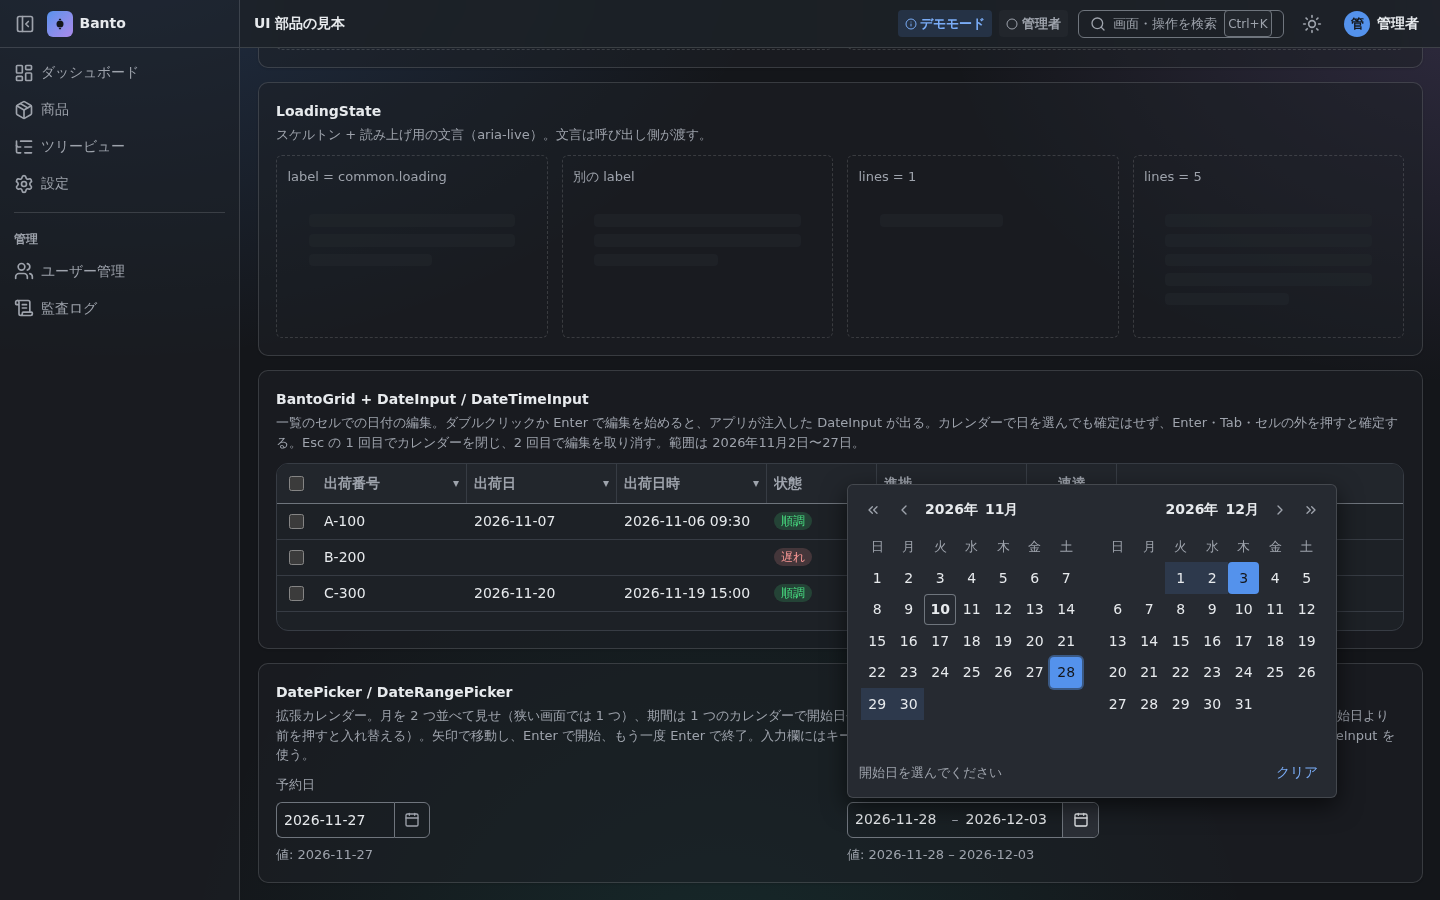 Banto
UI 部品の見本
デモモード
管理者
画面・操作を検索 Ctrl+K
管 管理者
ダッシュボード
商品
ツリービュー
設定
管理
ユーザー管理
監査ログ
LoadingState
スケルトン + 読み上げ用の文言（aria-live）。文言は呼び出し側が渡す。
label = common.loading
別の label
lines = 1
lines = 5
BantoGrid + DateInput / DateTimeInput
一覧のセルでの日付の編集。ダブルクリックか Enter で編集を始めると、アプリが注入した DateInput が出る。カレンダーで日を選んでも確定はせず、Enter・Tab・セルの外を押すと確定す
る。Esc の 1 回目でカレンダーを閉じ、2 回目で編集を取り消す。範囲は 2026年11月2日〜27日。
出荷番号 ▾ 出荷日 ▾ 出荷日時 ▾ 状態
A-100 2026-11-07 2026-11-06 09:30 順調
B-200 遅れ
C-300 2026-11-20 2026-11-19 15:00 順調
2026年 11月
日 月 火 水 木 金 土
1 2 3 4 5 6 7
8 9 10 11 12 13 14
15 16 17 18 19 20 21
22 23 24 25 26 27 28
29 30
2026年 12月
日 月 火 水 木 金 土
1 2 3 4 5
6 7 8 9 10 11 12
13 14 15 16 17 18 19
20 21 22 23 24 25 26
27 28 29 30 31
開始日を選んでください クリア
DatePicker / DateRangePicker
拡張カレンダー。月を 2 つ並べて見せ（狭い画面では 1 つ）、期間は 1 つのカレンダーで開始日 始日より
前を押すと入れ替える）。矢印で移動し、Enter で開始、もう一度 Enter で終了。入力欄にはキー eInput を
使う。
予約日
2026-11-27
値: 2026-11-27
2026-11-28 – 2026-12-03
値: 2026-11-28 – 2026-12-03